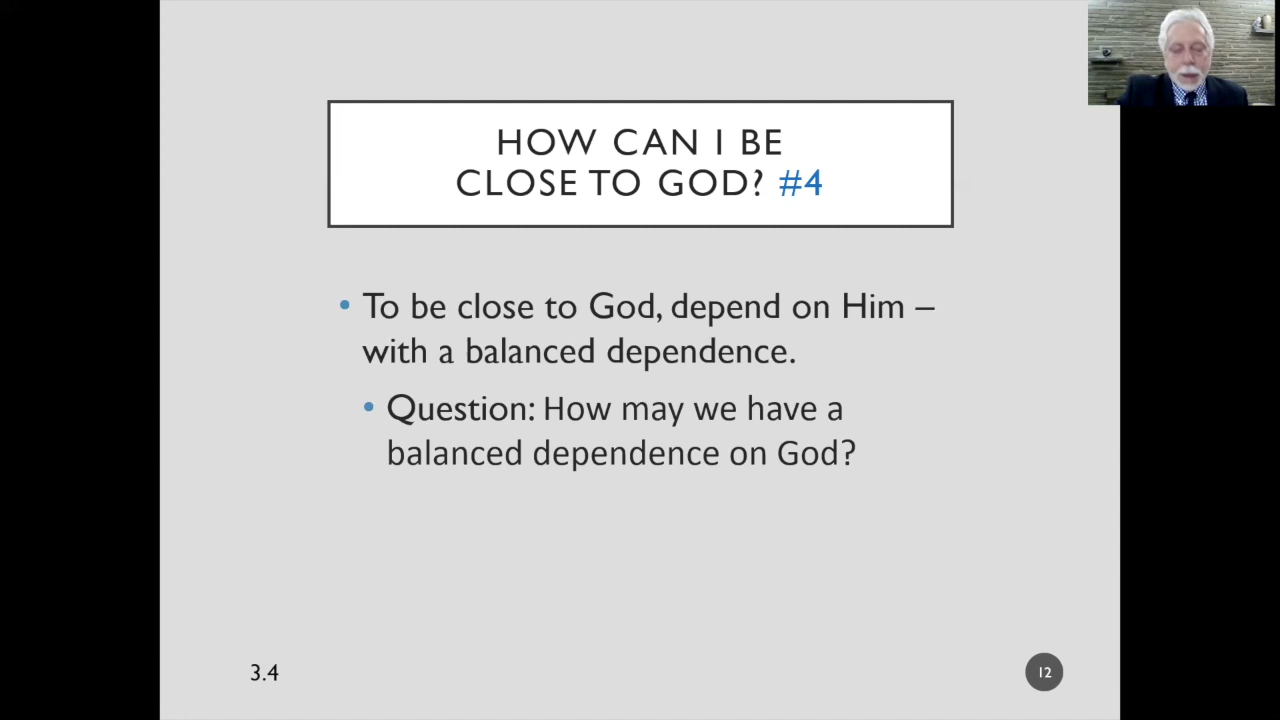 HOW CAN I BE
CLOSE TO GOD? #4
• To be close to God, depend on Him –
with a balanced dependence.
• Question: How may we have a
balanced dependence on God?
3.4
12